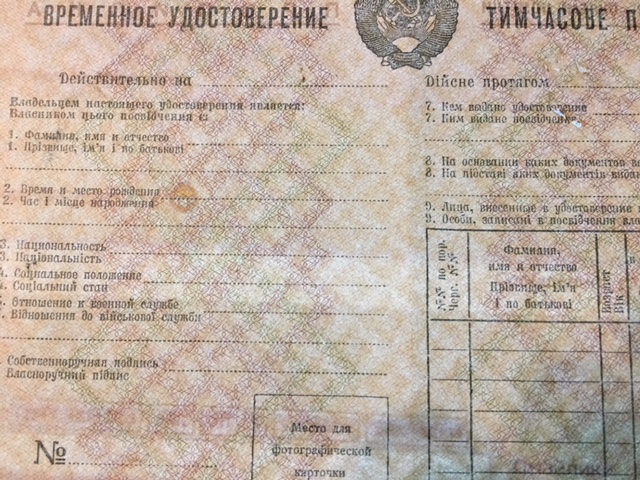 ВРЕМЕННОЕ УДОСТОВЕРЕНИЕ
Действительно на
Владельцем настоящего удостоверения является:
Власником цього посвідчення є:
1. Фамилия, имя и отчество
1. Прізвище, ім'я і по батькові
2. Время и место рождения
2. Час і місце народження
3. Национальность
3. Національність
4. Социальное положение
4. Соціальний стан
Отношение к военной службе
Відношення до військової служби
Собственноручная подпись
Власноручний підпис
№
Место для
фотографической
карточки
ТИМЧАСОВЕ П
Дійсне протягом
7. Кем выдано удостоверение
7. Ким видане посвідчення
8. На основании каких документов
8. На підставі яких документів видан
9. Лица, внесенные в удостоверение
9. Особи, записані в посвідчення
№№ по пор.
Черг. №№
Фамилия,
имя и отчество
Прізвище, ім'я
і по батькові
Возраст
Вік